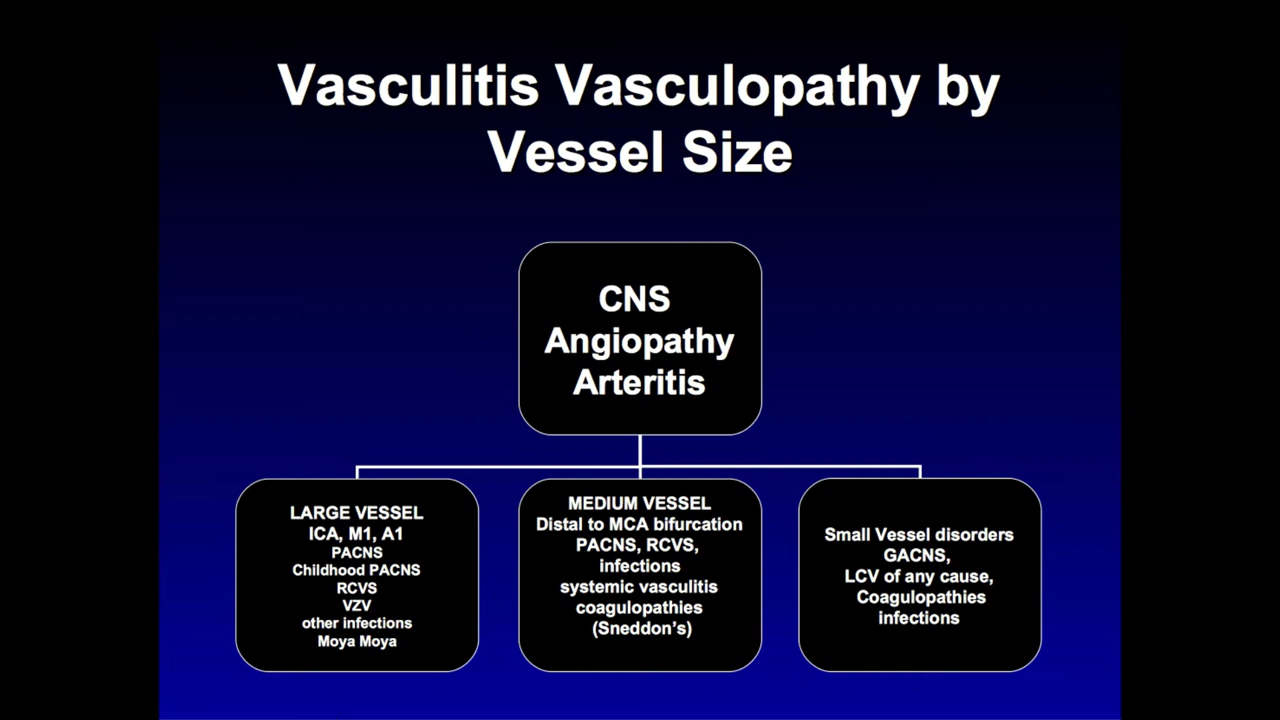 Vasculitis Vasculopathy by
Vessel Size
CNS
Angiopathy
Arteritis
LARGE VESSEL
ICA, M1, A1
PACNS
Childhood PACNS
RCVS
VZV
other infections
Moya Moya
MEDIUM VESSEL
Distal to MCA bifurcation
PACNS, RCVS,
infections
systemic vasculitis
coagulopathies
(Sneddon's)
Small Vessel disorders
GACNS,
LCV of any cause,
Coagulopathies
infections